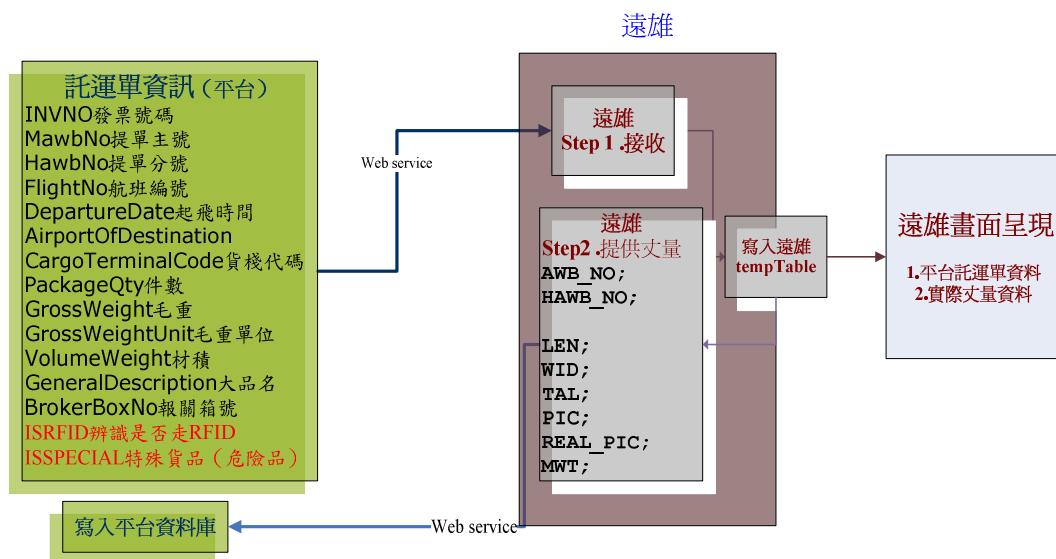 遠雄
託運單資訊（平台）
INVNO發票號碼
MawbNo提單主號
HawbNo提單分號
FlightNo航班編號
DepartureDate起飛時間
AirportOfDestination
CargoTerminalCode貨棧代碼
PackageQty件數
GrossWeight毛重
GrossWeightUnit毛重單位
VolumeWeight材積
GeneralDescription大品名
BrokerBoxNo報關箱號
ISRFID辨識是否走RFID
ISSPECIAL特殊貨品（危險品）
Web service
遠雄
Step 1 .接收
遠雄
Step2 .提供丈量
AWB_NO;
HAWB_NO;
LEN;
WID;
TAL;
PIC;
REAL_PIC;
MWT;
寫入遠雄
tempTable
遠雄畫面呈現
1.平台託運單資料
2.實際丈量資料
寫入平台資料庫
Web service